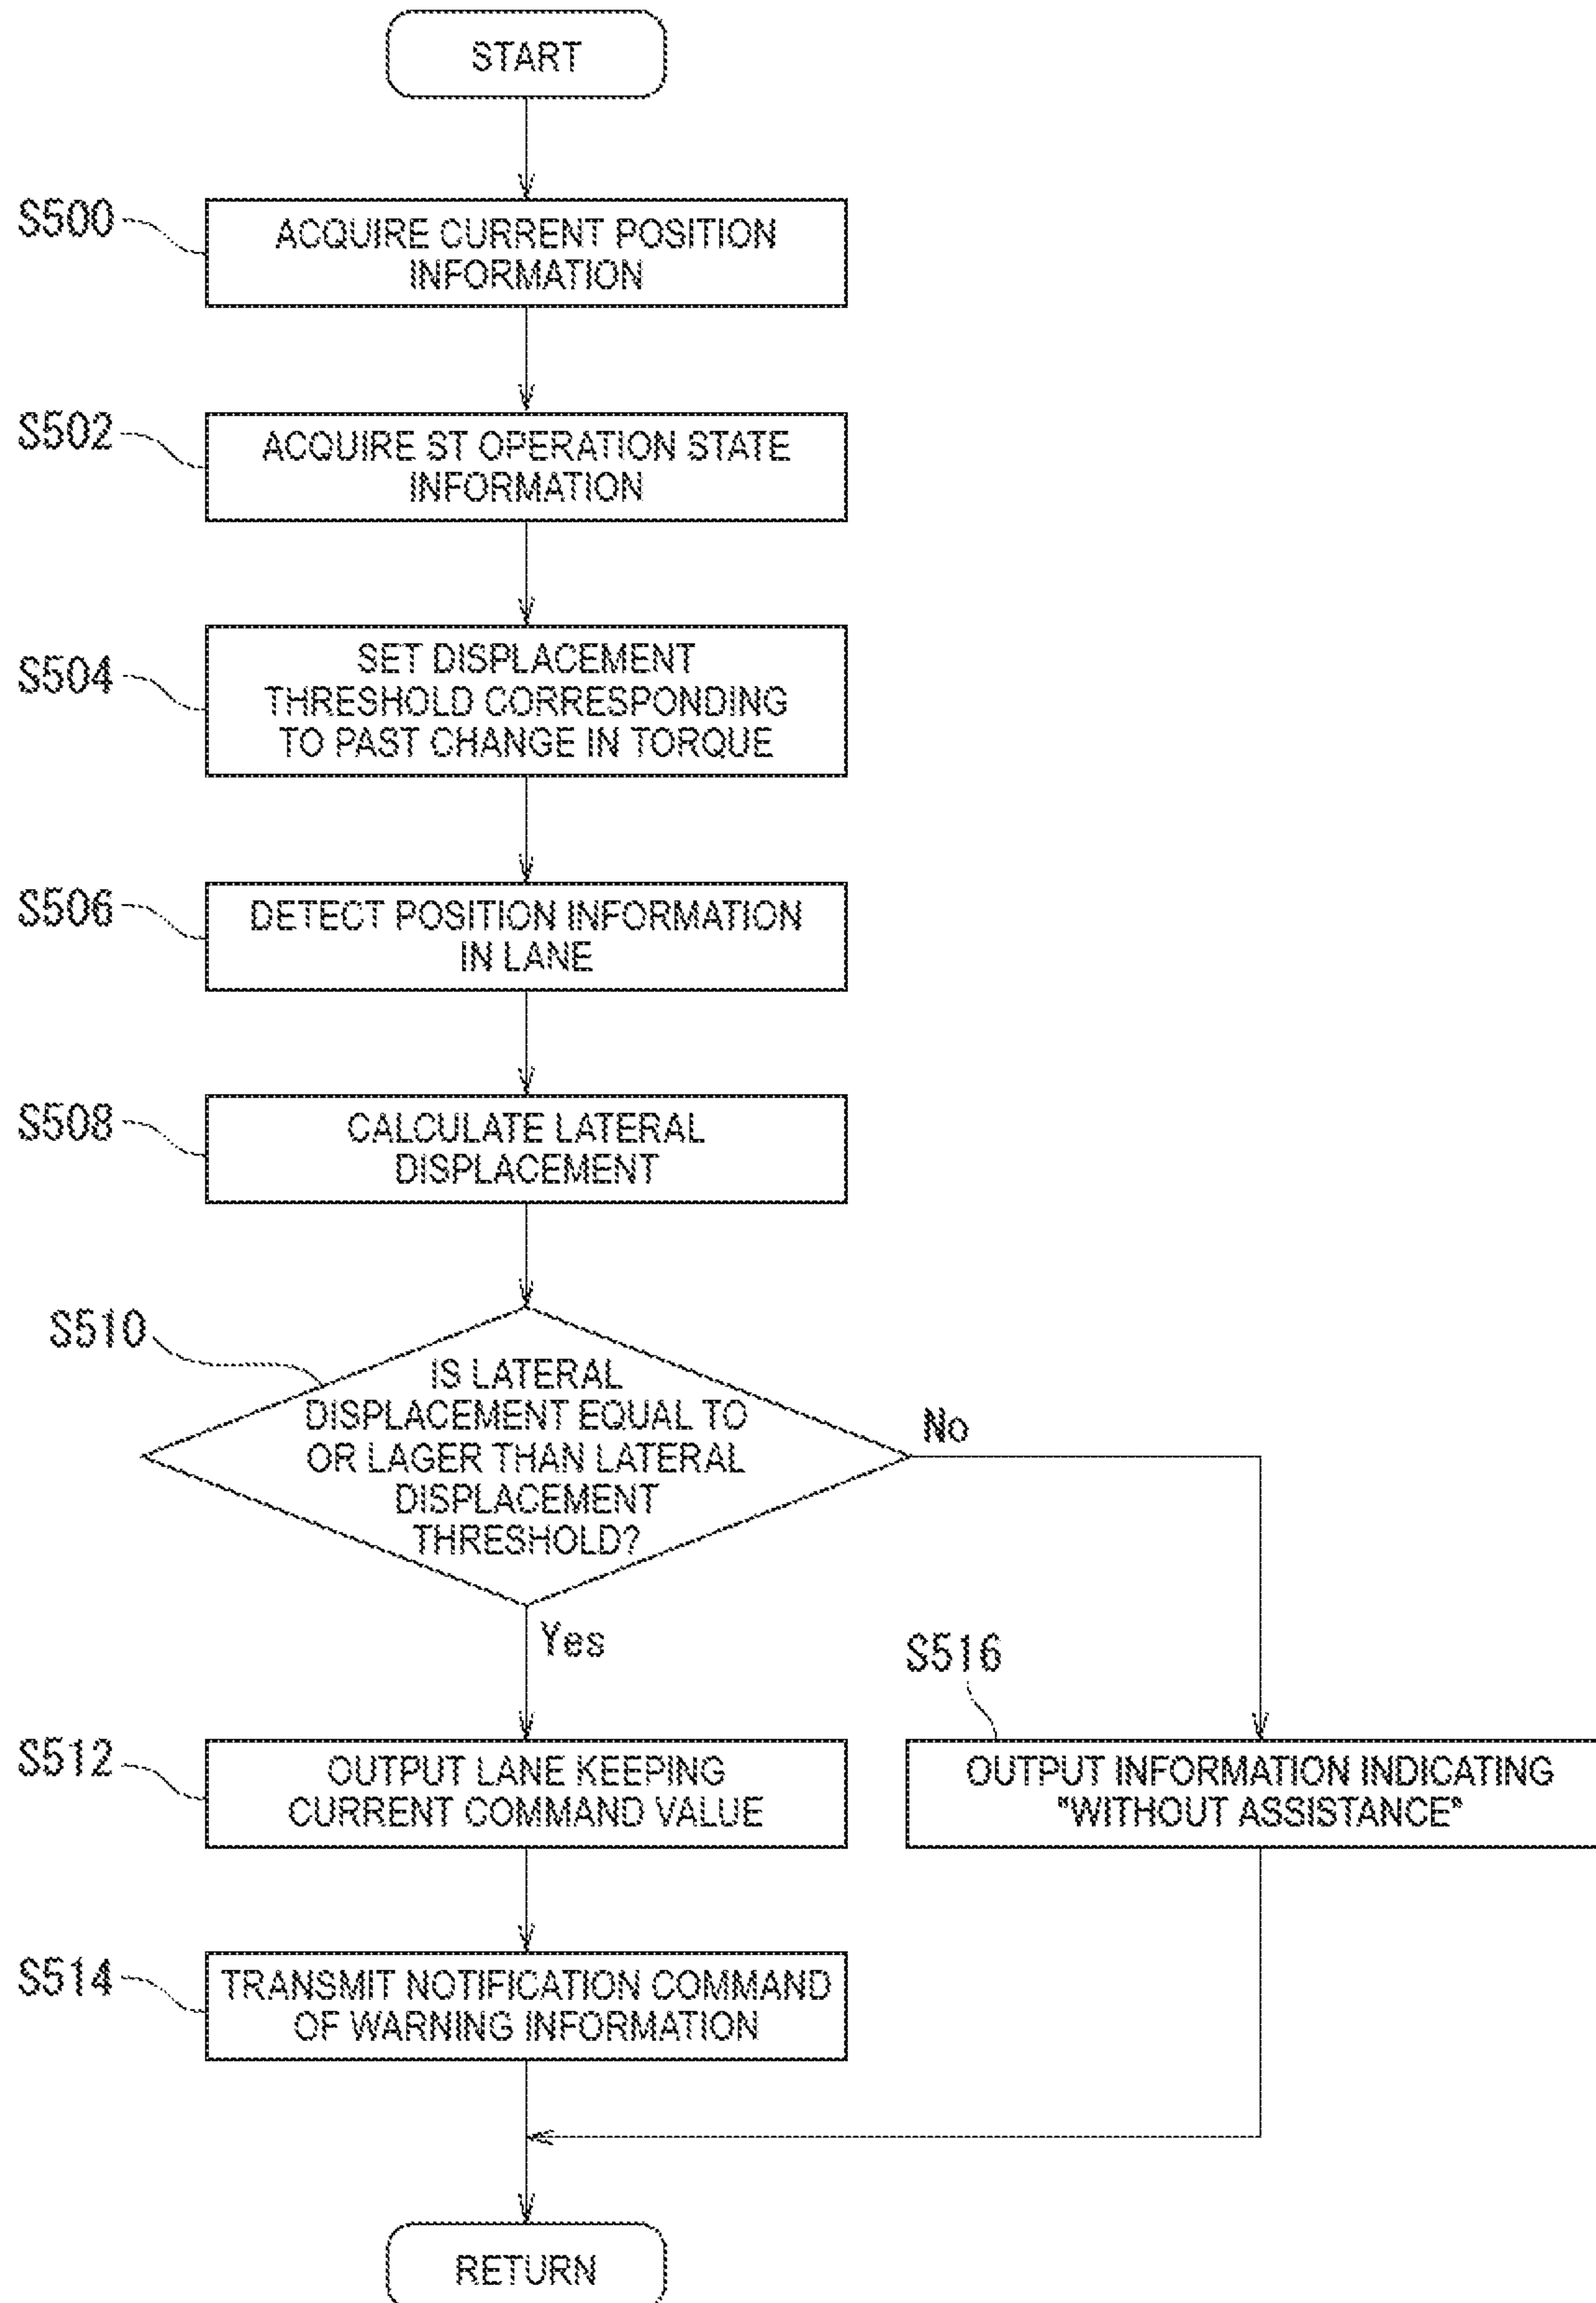 START
S500
ACQUIRE CURRENT POSITION
INFORMATION
S502
ACQUIRE ST OPERATION STATE
INFORMATION
S504
SET DISPLACEMENT
THRESHOLD CORRESPONDING
TO PAST CHANGE IN TORQUE
S506
DETECT POSITION INFORMATION
IN LANE
S508
CALCULATE LATERAL
DISPLACEMENT
S510
IS LATERAL
DISPLACEMENT EQUAL TO
OR LAGER THAN LATERAL
DISPLACEMENT
THRESHOLD?
No
Yes
S512
OUTPUT LANE KEEPING
CURRENT COMMAND VALUE
S516
OUTPUT INFORMATION INDICATING
"WITHOUT ASSISTANCE"
S514
TRANSMIT NOTIFICATION COMMAND
OF WARNING INFORMATION
RETURN